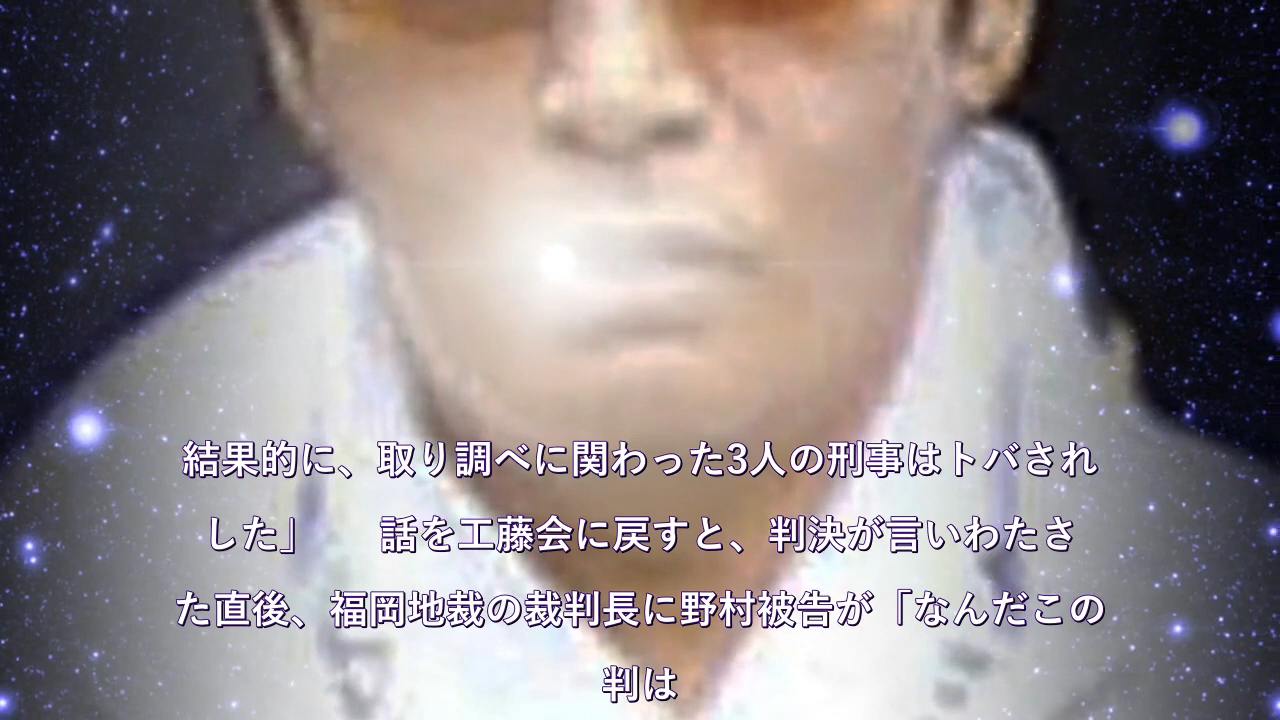 結果的に、取り調べに関わった3人の刑事はトバされ
した」　　話を工藤会に戻すと、判決が言いわたさ
た直後、福岡地裁の裁判長に野村被告が「なんだこの
判は